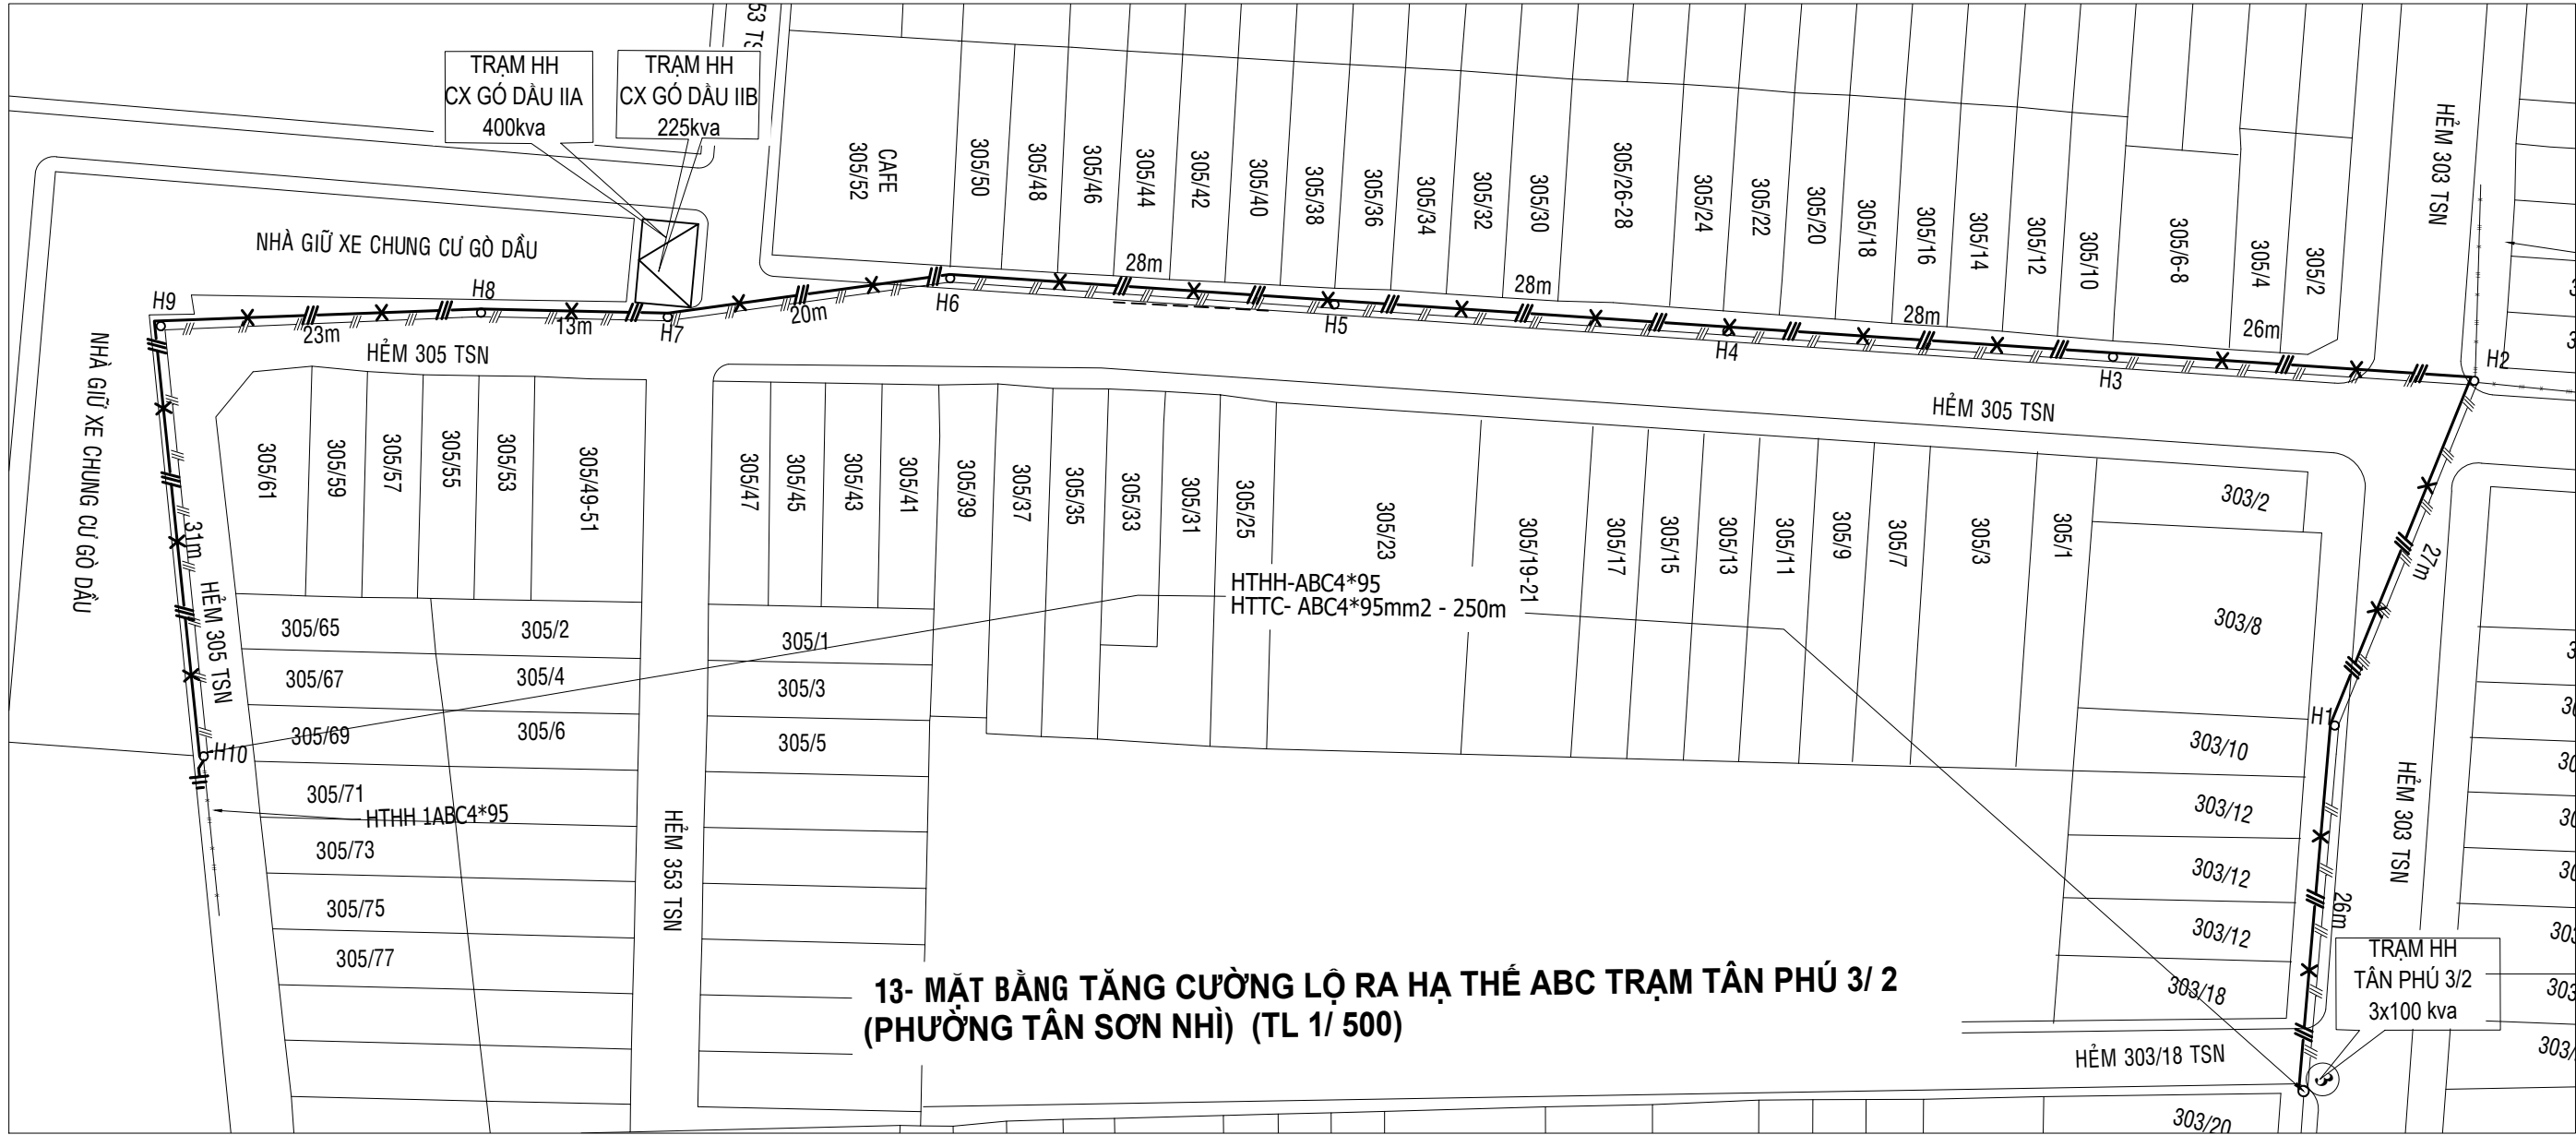 53 TS
TRẠM HH
CX GÓ DẦU IIA
400kva
TRẠM HH
CX GÓ DẦU IIB
225kva
CAFE
305/52
305/50
305/48
305/46
305/44
305/42
305/40
305/38
305/36
305/34
305/32
305/30
305/26-28
305/24
305/22
305/20
305/18
305/16
305/14
305/12
305/10
305/6-8
305/4
305/2
HẺM 303 TSN
NHÀ GIỮ XE CHUNG CƯ GÒ DẦU
28m
28m
28m
26m
H9
H8
H7
H6
H5
H4
H3
H2
23m
13m
20m
HẺM 305 TSN
HẺM 305 TSN
NHÀ GIỮ XE CHUNG CƯ GÒ DẦU
31m
HẺM 305 TSN
305/61
305/59
305/57
305/55
305/53
305/49-51
305/47
305/45
305/43
305/41
305/39
305/37
305/35
305/33
305/31
305/25
305/23
305/19-21
305/17
305/15
305/13
305/11
305/9
305/7
305/3
305/1
303/2
27m
HTHH-ABC4*95
HTTC- ABC4*95mm2 - 250m
303/8
305/65
305/2
305/1
305/67
305/4
305/3
305/69
305/6
305/5
H10
H1
303/10
305/71
HTHH 1ABC4*95
303/12
305/73
303/12
305/75
303/12
305/77
303/18
HẺM 353 TSN
HẺM 303 TSN
26m
TRẠM HH
TÂN PHÚ 3/2
3x100 kva
13- MẶT BẰNG TĂNG CƯỜNG LỘ RA HẠ THẾ ABC TRẠM TÂN PHÚ 3/ 2
(PHƯỜNG TÂN SƠN NHÌ) (TL 1/ 500)
HẺM 303/18 TSN
3
303/20